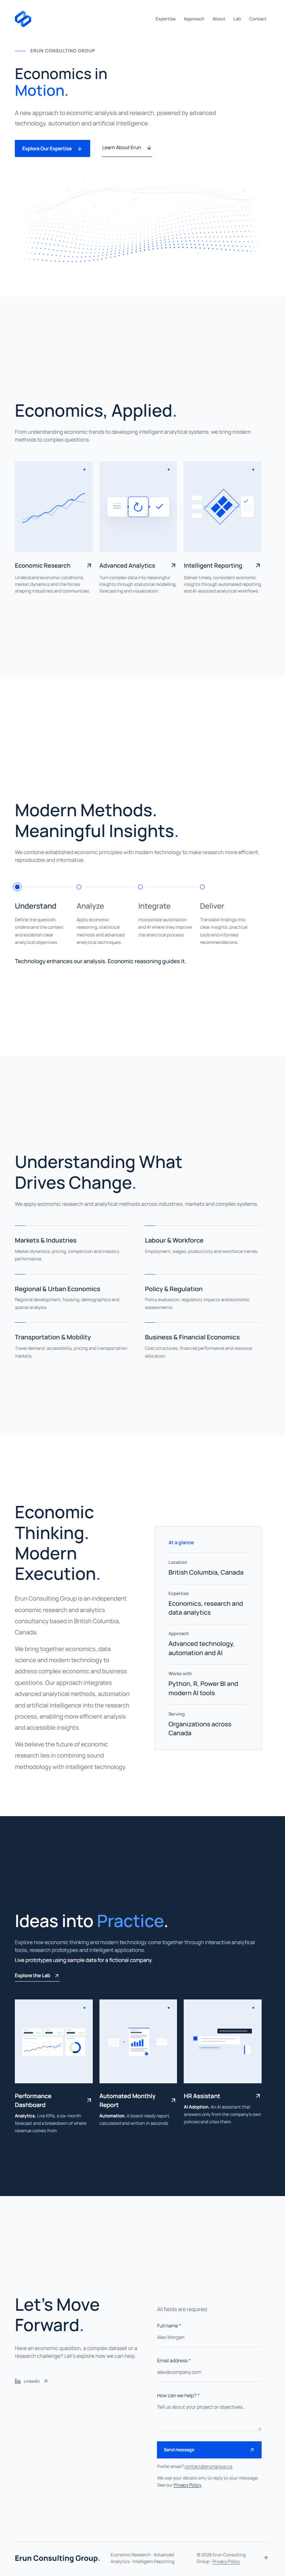 Expertise Approach About Lab Contact
ERUN CONSULTING GROUP
Economics in
Motion.
A new approach to economic analysis and research, powered by advanced
technology, automation and artificial intelligence.
Explore Our Expertise
Learn About Erun
Economics, Applied.
From understanding economic trends to developing intelligent analytical systems, we bring modern
methods to complex questions.
Economic Research
Understand economic conditions,
market dynamics and the forces
shaping industries and communities.
Advanced Analytics
Turn complex data into meaningful
insights through statistical modelling,
forecasting and visualization.
Intelligent Reporting
Deliver timely, consistent economic
insights through automated reporting
and AI-assisted analytical workflows.
Modern Methods.
Meaningful Insights.
We combine established economic principles with modern technology to make research more efficient,
reproducible and informative.
Understand
Define the question,
understand the context
and establish clear
analytical objectives.
Analyze
Apply economic
reasoning, statistical
methods and advanced
analytical techniques.
Integrate
Incorporate automation
and AI where they improve
the analytical process.
Deliver
Translate findings into
clear insights, practical
tools and informed
recommendations.
Technology enhances our analysis. Economic reasoning guides it.
Understanding What
Drives Change.
We apply economic research and analytical methods across industries, markets and complex systems.
Markets & Industries
Market dynamics, pricing, competition and industry
performance.
Labour & Workforce
Employment, wages, productivity and workforce trends.
Regional & Urban Economics
Regional development, housing, demographics and
spatial analysis.
Policy & Regulation
Policy evaluation, regulatory impacts and economic
assessments.
Transportation & Mobility
Travel demand, accessibility, pricing and transportation
markets.
Business & Financial Economics
Cost structures, financial performance and resource
allocation.
Economic
Thinking.
Modern
Execution.
Erun Consulting Group is an independent
economic research and analytics
consultancy based in British Columbia,
Canada.
We bring together economics, data
science and modern technology to
address complex economic and business
questions. Our approach integrates
advanced analytical methods, automation
and artificial intelligence into the research
process, enabling more efficient analysis
and accessible insights.
We believe the future of economic
research lies in combining sound
methodology with intelligent technology.
At a glance
Location
British Columbia, Canada
Expertise
Economics, research and
data analytics
Approach
Advanced technology,
automation and AI
Works with
Python, R, Power BI and
modern AI tools
Serving
Organizations across
Canada
Ideas into Practice.
Explore how economic thinking and modern technology come together through interactive analytical
tools, research prototypes and intelligent applications.
Live prototypes using sample data for a fictional company.
Explore the Lab
Performance
Dashboard
Analytics. Live KPIs, a six-month
forecast and a breakdown of where
revenue comes from.
Automated Monthly
Report
Automation. A board-ready report,
calculated and written in seconds.
HR Assistant
AI Adoption. An AI assistant that
answers only from the company's own
policies and cites them.
Let's Move
Forward.
Have an economic question, a complex dataset or a
research challenge? Let's explore how we can help.
LinkedIn
All fields are required.
Full name *
Alex Morgan
Email address *
alex@company.com
How can we help? *
Tell us about your project or objectives...
Send message
Prefer email? contact@erungroup.ca
We use your details only to reply to your message.
See our Privacy Policy.
Erun Consulting Group.
Economic Research · Advanced
Analytics · Intelligent Reporting
© 2026 Erun Consulting
Group · Privacy Policy